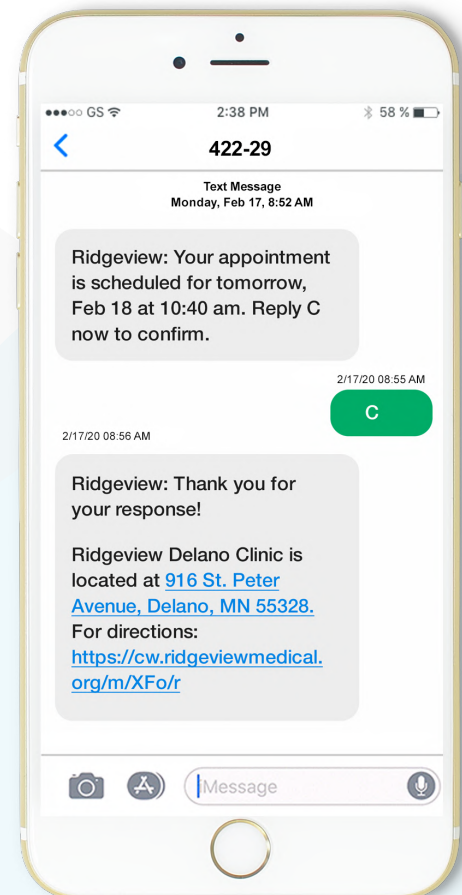 GS
2:38 PM
58 %
422-29
Text Message
Monday, Feb 17, 8:52 AM
Ridgeview: Your appointment
is scheduled for tomorrow,
Feb 18 at 10:40 am. Reply C
now to confirm.
2/17/20 08:55 AM
C
2/17/20 08:56 AM
Ridgeview: Thank you for
your response!
Ridgeview Delano Clinic is
located at 916 St. Peter
Avenue, Delano, MN 55328.
For directions:
https://cw.ridgeviewmedical.
org/m/XFo/r
iMessage